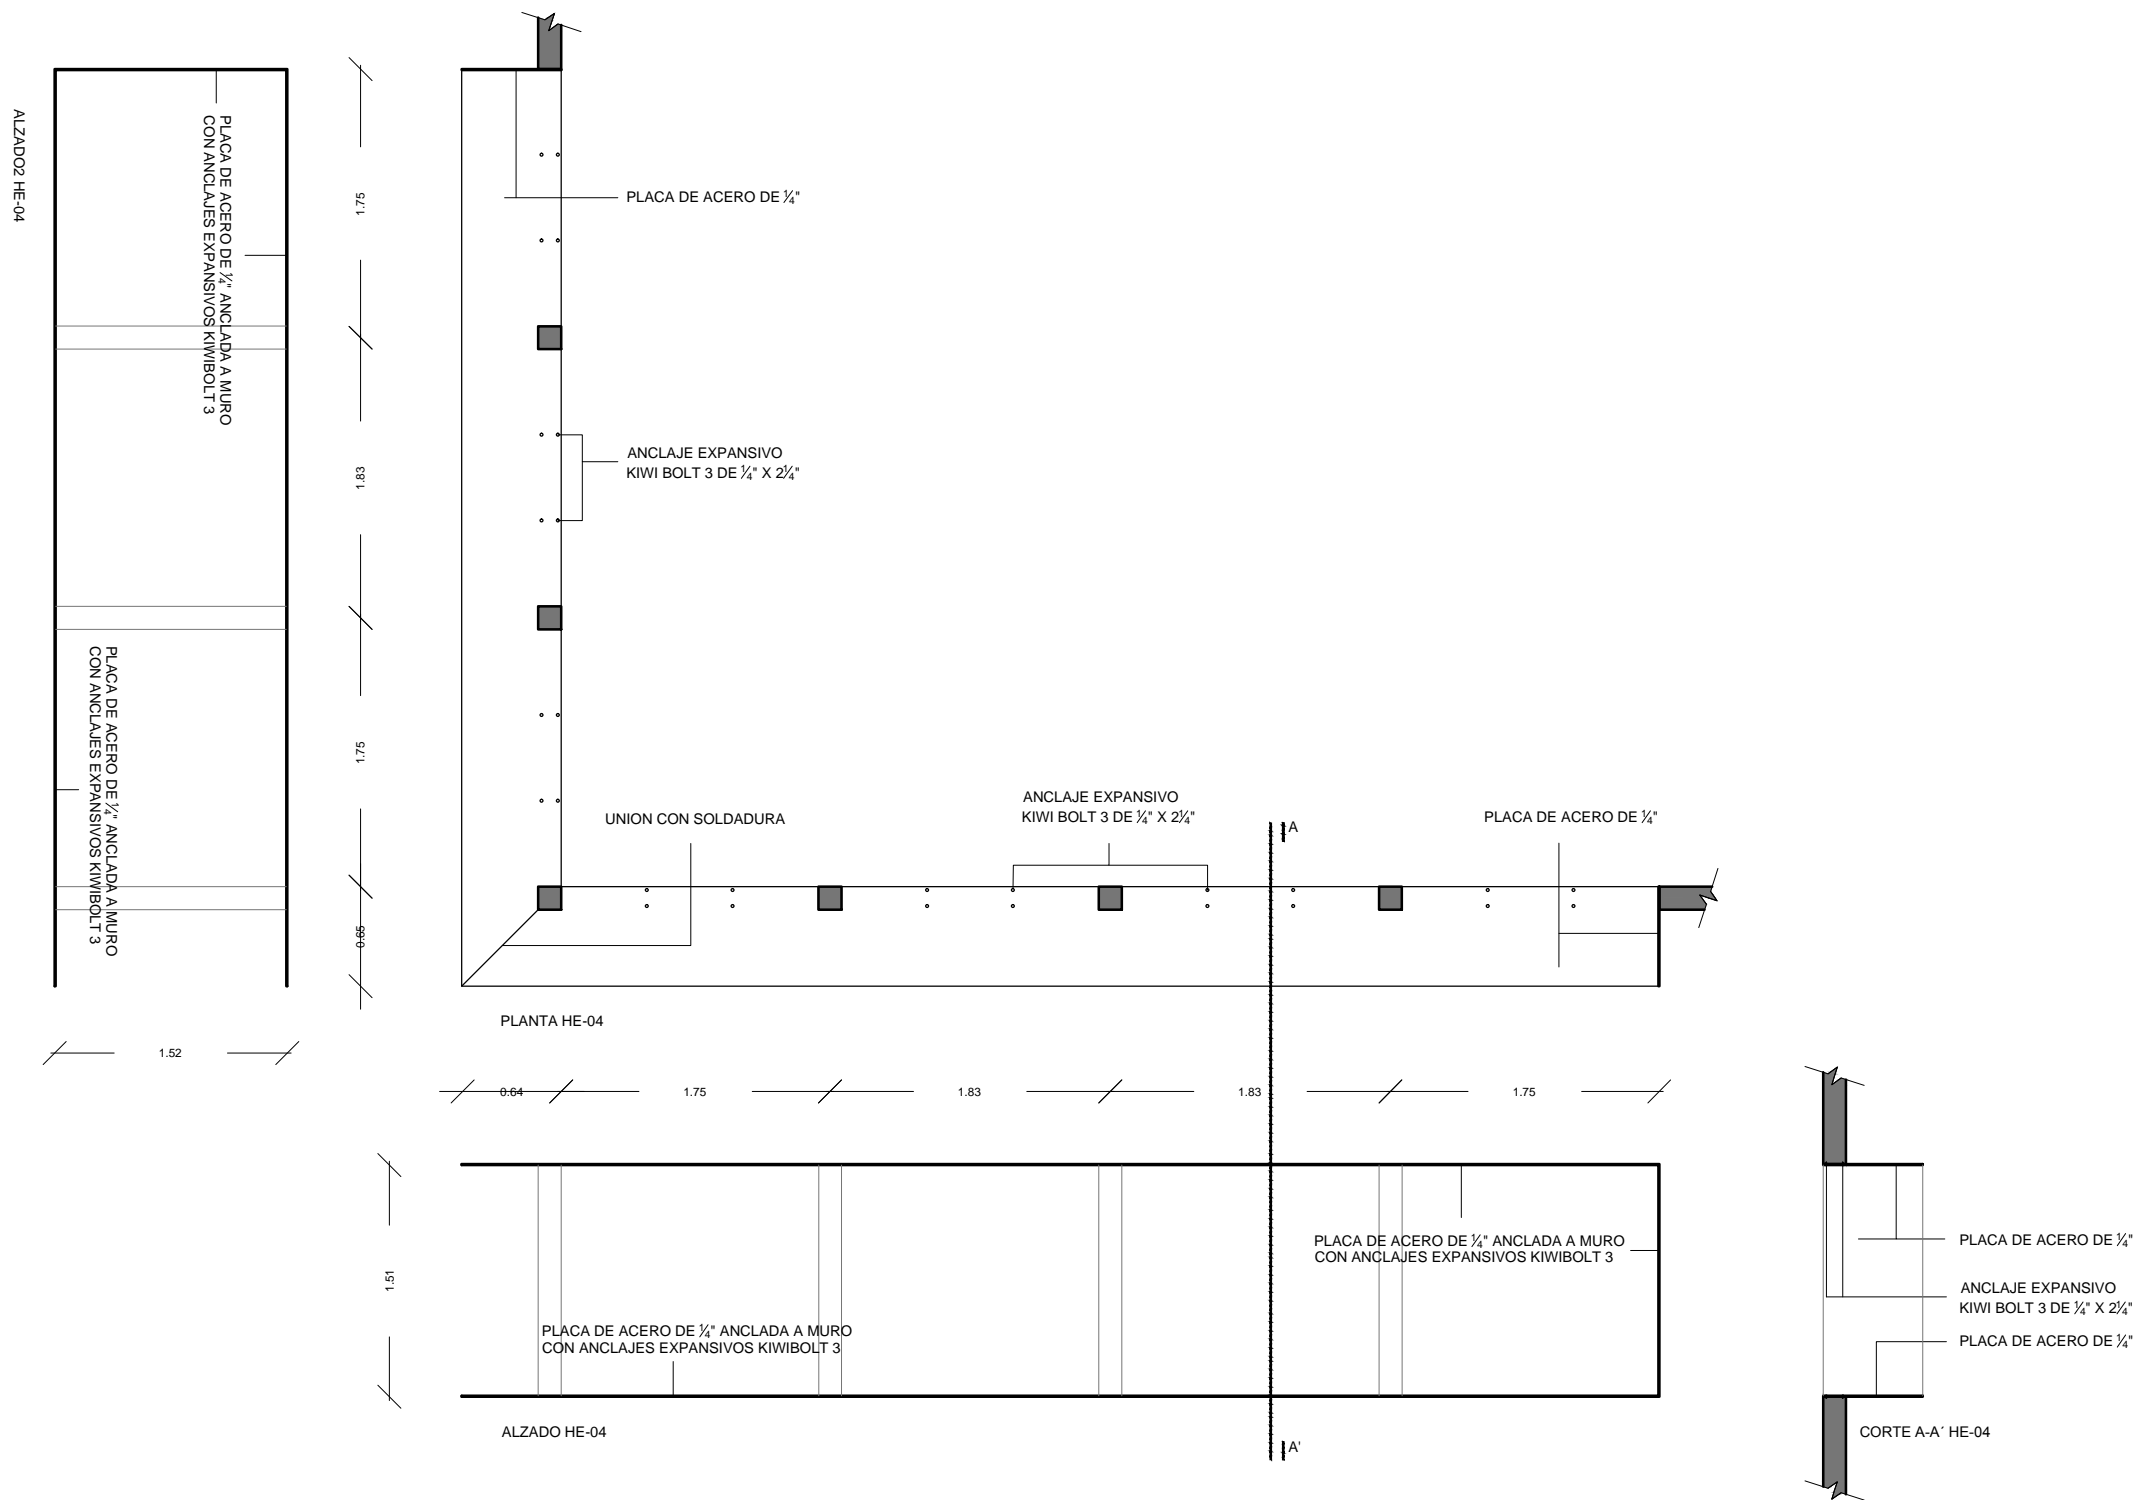 ALZADO2 HE-04
PLACA DE ACERO DE ¼" ANCLADA A MURO
CON ANCLAJES EXPANSIVOS KIWIBOLT 3
PLACA DE ACERO DE ¼" ANCLADA A MURO
CON ANCLAJES EXPANSIVOS KIWIBOLT 3
1.75
1.83
1.75
0.65
1.52
PLACA DE ACERO DE ¼"
ANCLAJE EXPANSIVO
KIWI BOLT 3 DE ¼" X 2¼"
UNION CON SOLDADURA
ANCLAJE EXPANSIVO
KIWI BOLT 3 DE ¼" X 2¼"
PLACA DE ACERO DE ¼"
A
PLANTA HE-04
0.64
1.75
1.83
1.83
1.75
1.51
PLACA DE ACERO DE ¼" ANCLADA A MURO
CON ANCLAJES EXPANSIVOS KIWIBOLT 3
PLACA DE ACERO DE ¼" ANCLADA A MURO
CON ANCLAJES EXPANSIVOS KIWIBOLT 3
ALZADO HE-04
A'
PLACA DE ACERO DE ¼"
ANCLAJE EXPANSIVO
KIWI BOLT 3 DE ¼" X 2¼"
PLACA DE ACERO DE ¼"
CORTE A-A´ HE-04